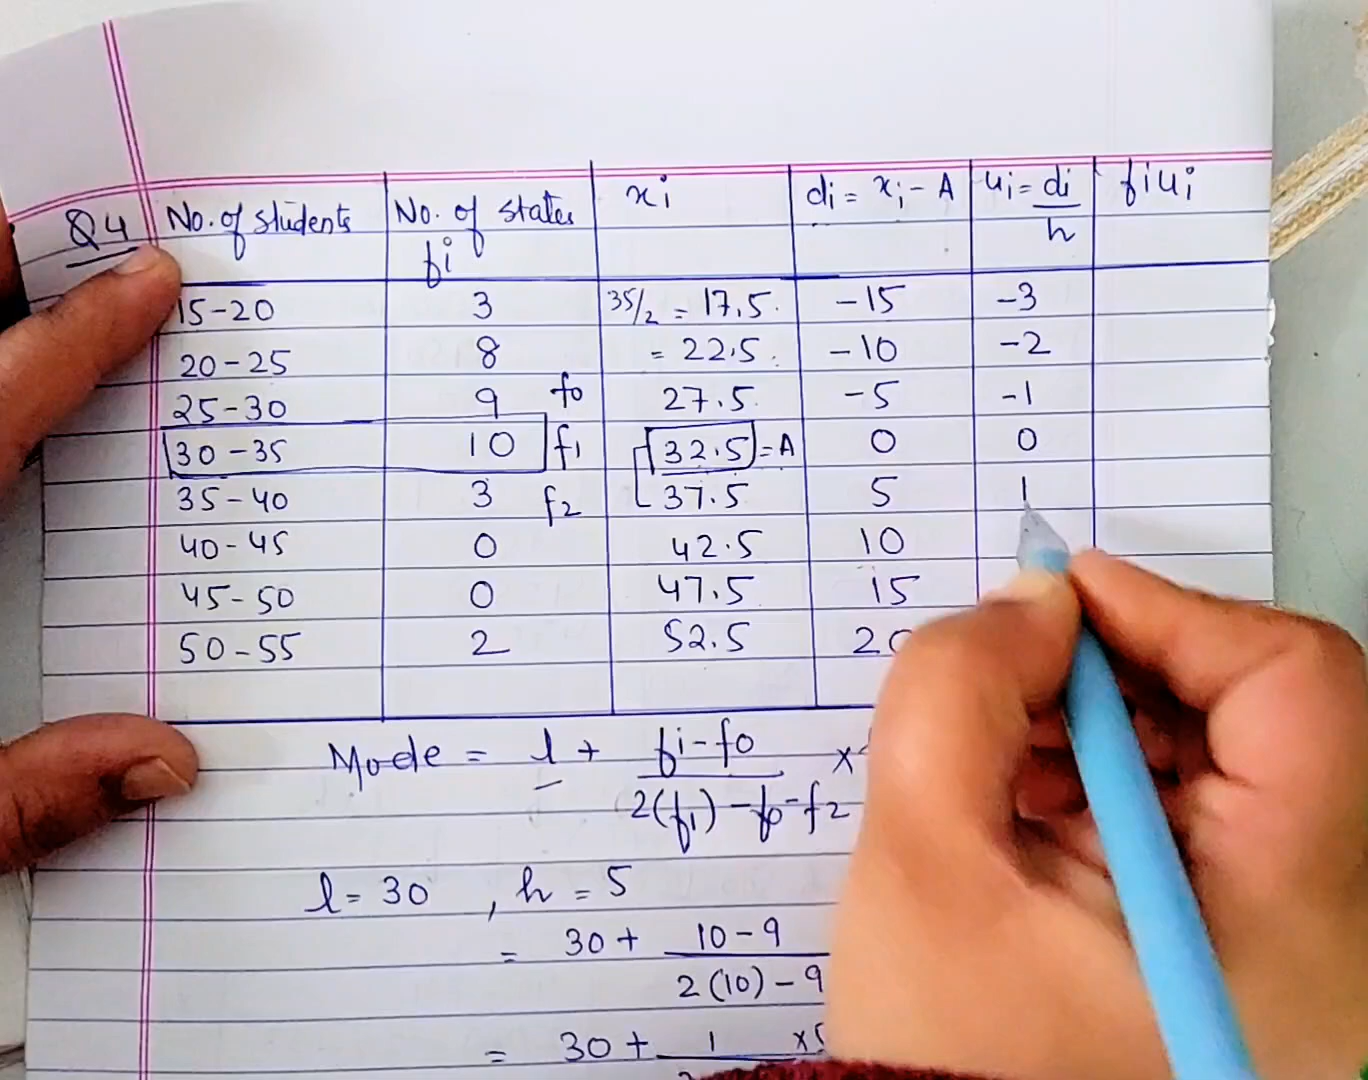 Q4 No. of students No. of states fi xi di = xi - A ui = di/h fiui
15-20 3 35/2 = 17.5. -15 -3
20-25 8 = 22.5. -10 -2
25-30 9 f0 27.5. -5 -1
30-35 10 f1 32.5 = A 0 0
35-40 3 f2 37.5 5 1
40-45 0 42.5 10
45-50 0 47.5 15
50-55 2 52.5 20
Mode = l + fi-f0 / 2(f1) - f0 - f2 ×
l = 30 , h = 5
= 30 + 10-9 / 2(10) - 9
= 30 + 1 ×5